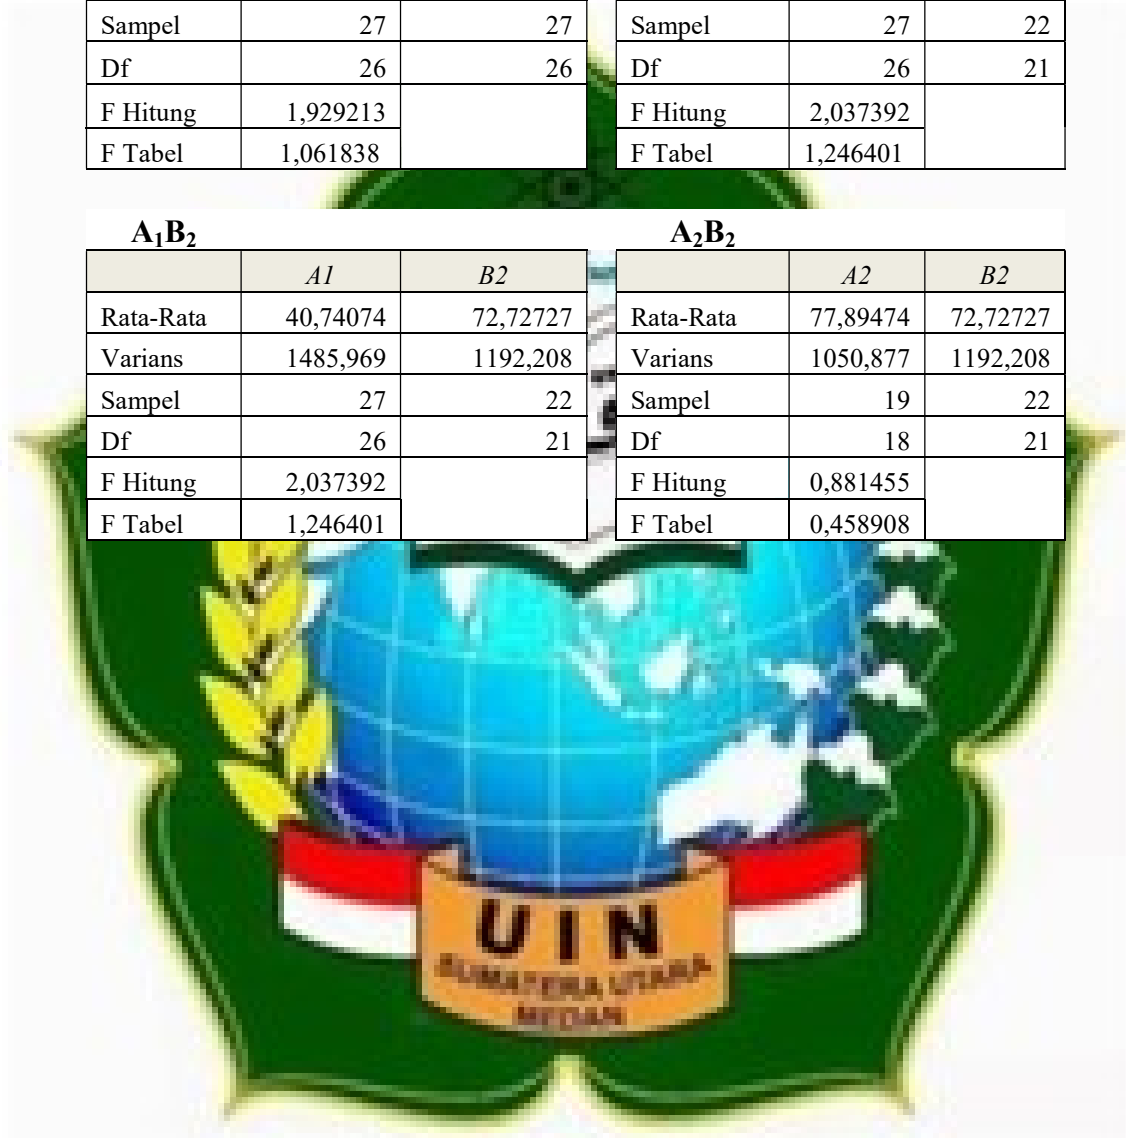 Sampel 27 27 Sampel 27 22
Df 26 26 Df 26 21
F Hitung 1,929213 F Hitung 2,037392
F Tabel 1,061838 F Tabel 1,246401
A₁B₂ A₂B₂
A1 B2 A2 B2
Rata-Rata 40,74074 72,72727 Rata-Rata 77,89474 72,72727
Varians 1485,969 1192,208 Varians 1050,877 1192,208
Sampel 27 22 Sampel 19 22
Df 26 21 Df 18 21
F Hitung 2,037392 F Hitung 0,881455
F Tabel 1,246401 F Tabel 0,458908
UIN
SUMATERA UTARA
MEDAN